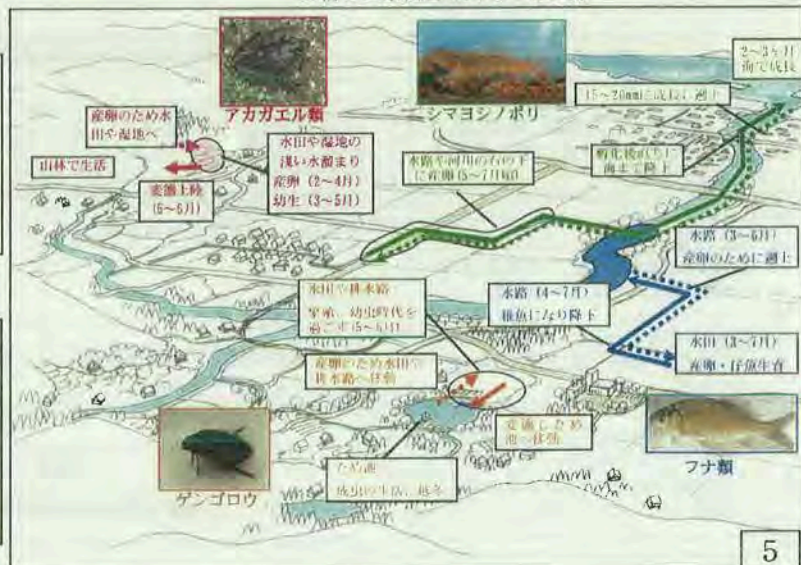 アカガエル類
シマヨシノボリ
2~3ヶ月
海で成長
15~20mmに成長し遡上
産卵のため水
田や湿地へ
山林で生活
変態上陸
(5~6月)
水田や湿地の
浅い水溜まり
産卵(2~4月)
幼生(3~5月)
水路や河川の石の下
に産卵(5~7月
孵化後
海まで降下
水路(3~6月)
産卵のために遡上
水田や排水路
幼虫時代を
過ごす(5~6月)
水路(4~7月)
稚魚になり降下
水田(3~7月)
産卵・仔魚生育
産卵のため水田や
排水路へ移動
変態しため
池へ移動
ため池
成虫の生活、越冬
ゲンゴロウ
フナ類
5